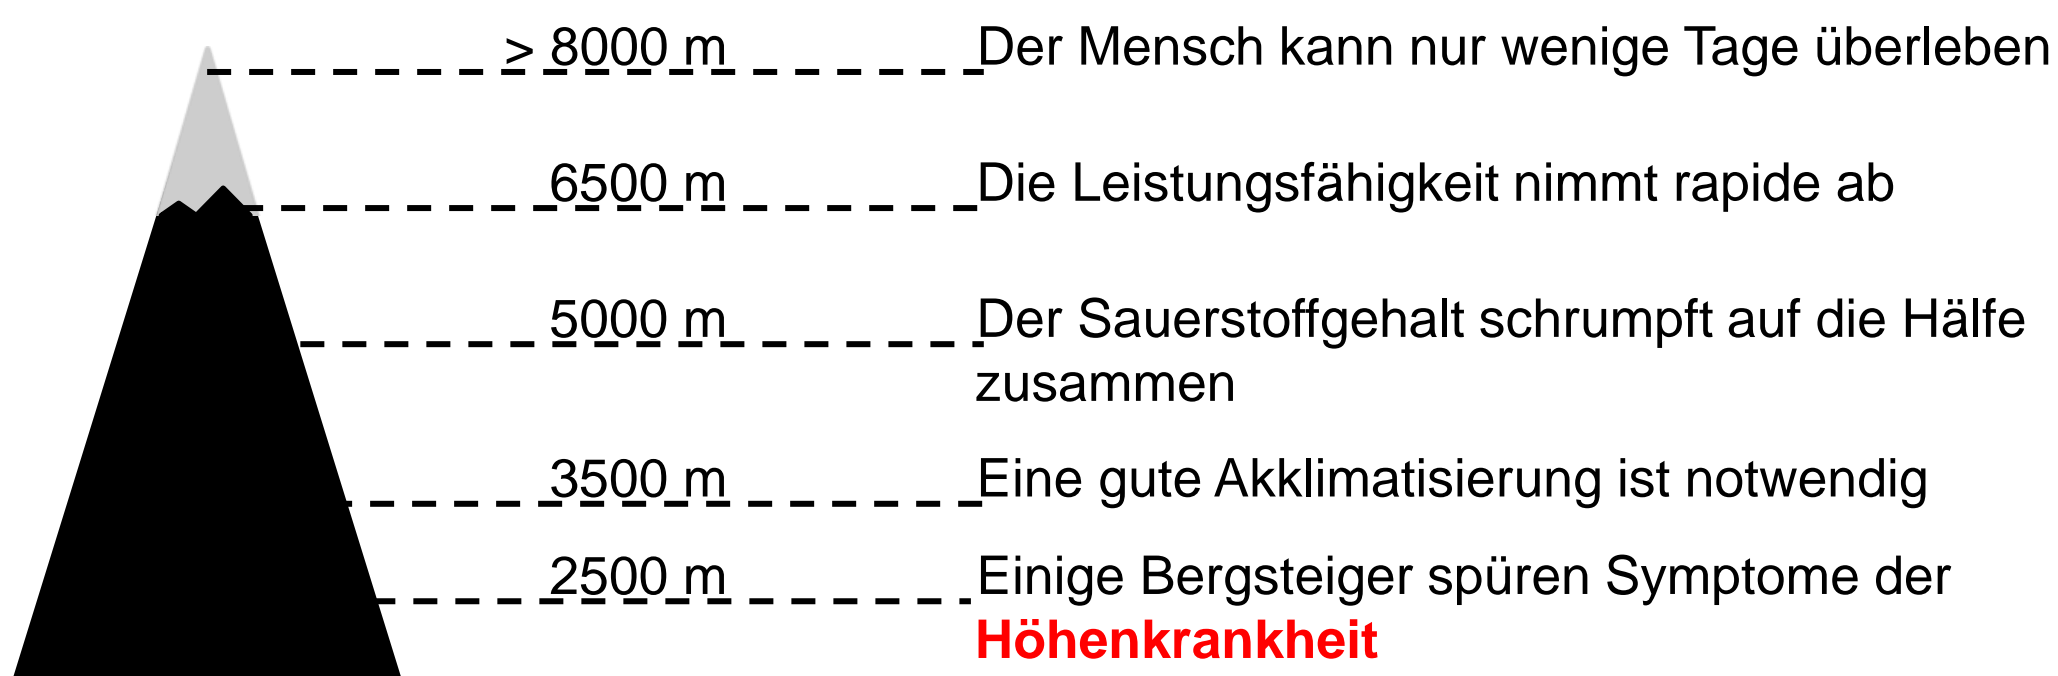 > 8000 m Der Mensch kann nur wenige Tage überleben
6500 m Die Leistungsfähigkeit nimmt rapide ab
5000 m Der Sauerstoffgehalt schrumpft auf die Hälfe
zusammen
3500 m Eine gute Akklimatisierung ist notwendig
2500 m Einige Bergsteiger spüren Symptome der
Höhenkrankheit